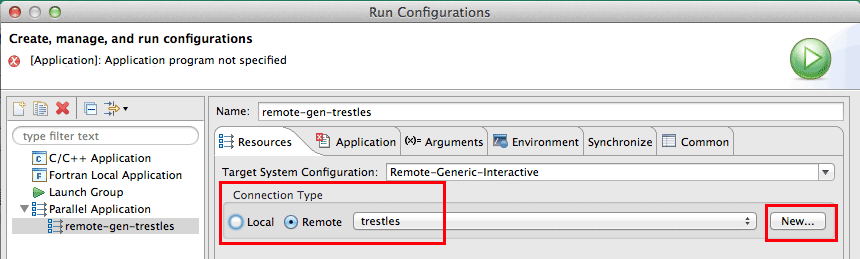 Run Configurations
Create, manage, and run configurations
[Application]: Application program not specified
Name: remote-gen-trestles
type filter text
Resources Application (x)= Arguments Environment Synchronize Common
C/C++ Application
Fortran Local Application
Launch Group
Parallel Application
remote-gen-trestles
Target System Configuration: Remote-Generic-Interactive
Connection Type
Local Remote trestles New...